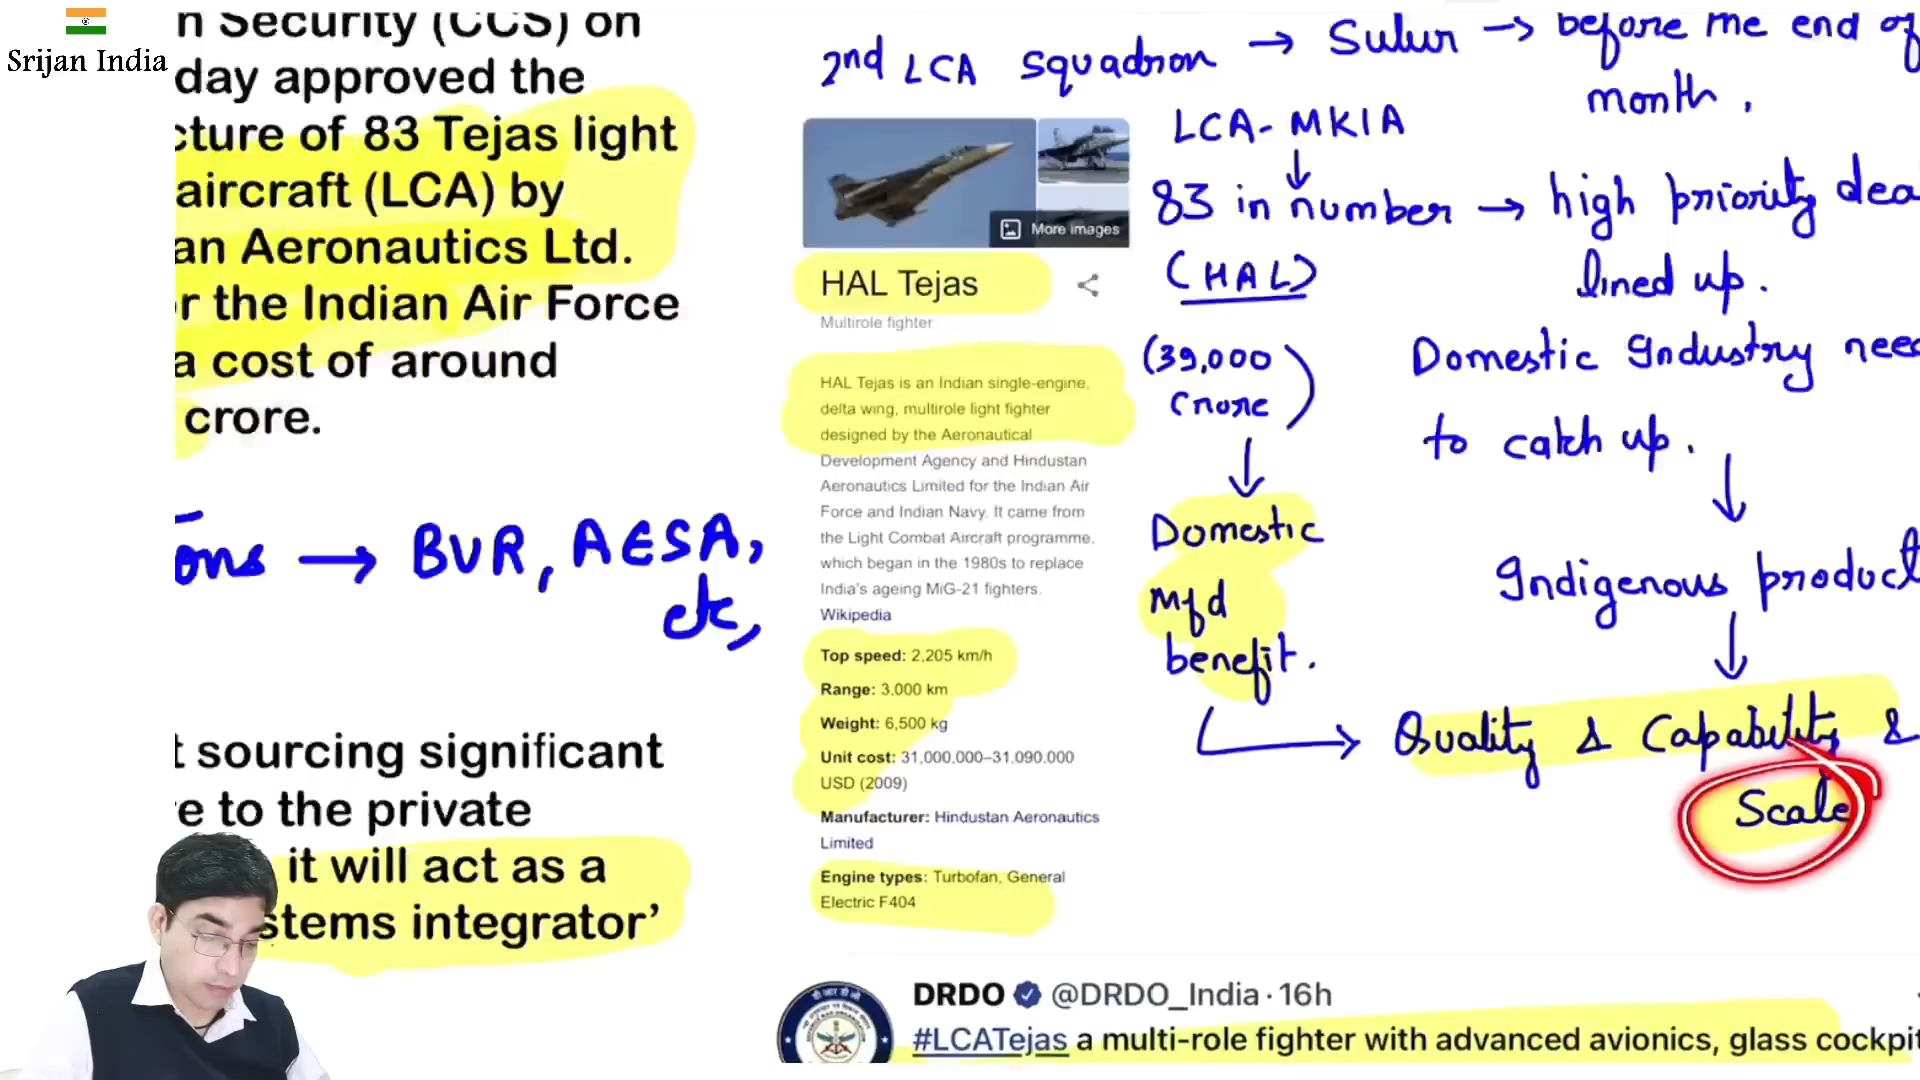 Srijan India
n Security (CCS) on
day approved the
cture of 83 Tejas light
aircraft (LCA) by
an Aeronautics Ltd.
r the Indian Air Force
a cost of around
crore.
ons → BVR, AESA,
etc,
t sourcing significant
e to the private
it will act as a
stems integrator’
2nd LCA Squadron → Sulur → before the end of
month.
LCA-MK1A
↓
83 in number → high priority dea
(HAL) lined up.
(39,000
Crore)
↓
Domestic
Mfd
benefit.
Domestic Industry nee
to catch up.
↓
Indigenous product
↓
→ Quality & Capability &
Scale
More images
HAL Tejas
Multirole fighter
HAL Tejas is an Indian single-engine,
delta wing, multirole light fighter
designed by the Aeronautical
Development Agency and Hindustan
Aeronautics Limited for the Indian Air
Force and Indian Navy. It came from
the Light Combat Aircraft programme,
which began in the 1980s to replace
India's ageing MiG-21 fighters.
Wikipedia
Top speed: 2,205 km/h
Range: 3,000 km
Weight: 6,500 kg
Unit cost: 31,000,000–31,090,000
USD (2009)
Manufacturer: Hindustan Aeronautics
Limited
Engine types: Turbofan, General
Electric F404
DRDO @DRDO_India · 16h
#LCATejas a multi-role fighter with advanced avionics, glass cockpit